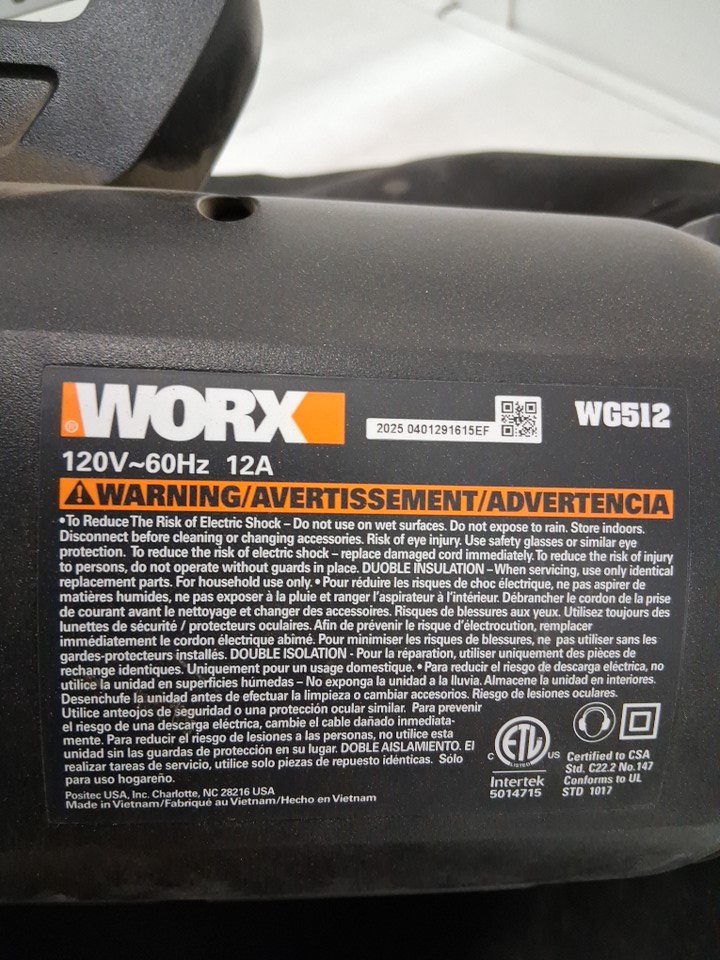 ® WORX
2025 0401291615EF
WG512
120V~60Hz 12A
WARNING/AVERTISSEMENT/ADVERTENCIA
•To Reduce The Risk of Electric Shock – Do not use on wet surfaces. Do not expose to rain. Store indoors.
Disconnect before cleaning or changing accessories. Risk of eye injury. Use safety glasses or similar eye
protection. To reduce the risk of electric shock – replace damaged cord immediately. To reduce the risk of injury
to persons, do not operate without guards in place. DUOBLE INSULATION – When servicing, use only identical
replacement parts. For household use only. • Pour réduire les risques de choc électrique, ne pas aspirer de
matières humides, ne pas exposer à la pluie et ranger l'aspirateur à l'intérieur. Débrancher le cordon de la prise
de courant avant le nettoyage et changer des accessoires. Risques de blessures aux yeux. Utilisez toujours des
lunettes de sécurité / protecteurs oculaires. Afin de prévenir le risque d'électrocution, remplacer
immédiatement le cordon électrique abimé. Pour minimiser les risques de blessures, ne pas utiliser sans les
gardes-protecteurs installés. DOUBLE ISOLATION - Pour la réparation, utiliser uniquement des pièces de
rechange identiques. Uniquement pour un usage domestique. • Para reducir el riesgo de descarga eléctrica, no
utilice la unidad en superficies húmedas – No exponga la unidad a la lluvia. Almacene la unidad en interiores.
Desenchufe la unidad antes de efectuar la limpieza o cambiar accesorios. Riesgo de lesiones oculares.
Utilice anteojos de seguridad o una protección ocular similar. Para prevenir
el riesgo de una descarga eléctrica, cambie el cable dañado inmediata-
mente. Para reducir el riesgo de lesiones a las personas, no utilice esta
unidad sin las guardas de protección en su lugar. DOBLE AISLAMIENTO. El
realizar tareas de servicio, utilice solo piezas de repuesto idénticas. Sólo
para uso hogareño.
Positec USA, Inc. Charlotte, NC 28216 USA
Made in Vietnam/Fabriqué au Vietnam/Hecho en Vietnam
C ETL US
LISTED
Intertek
5014715
Certified to CSA
Std. C22.2 No.147
Conforms to UL
STD 1017